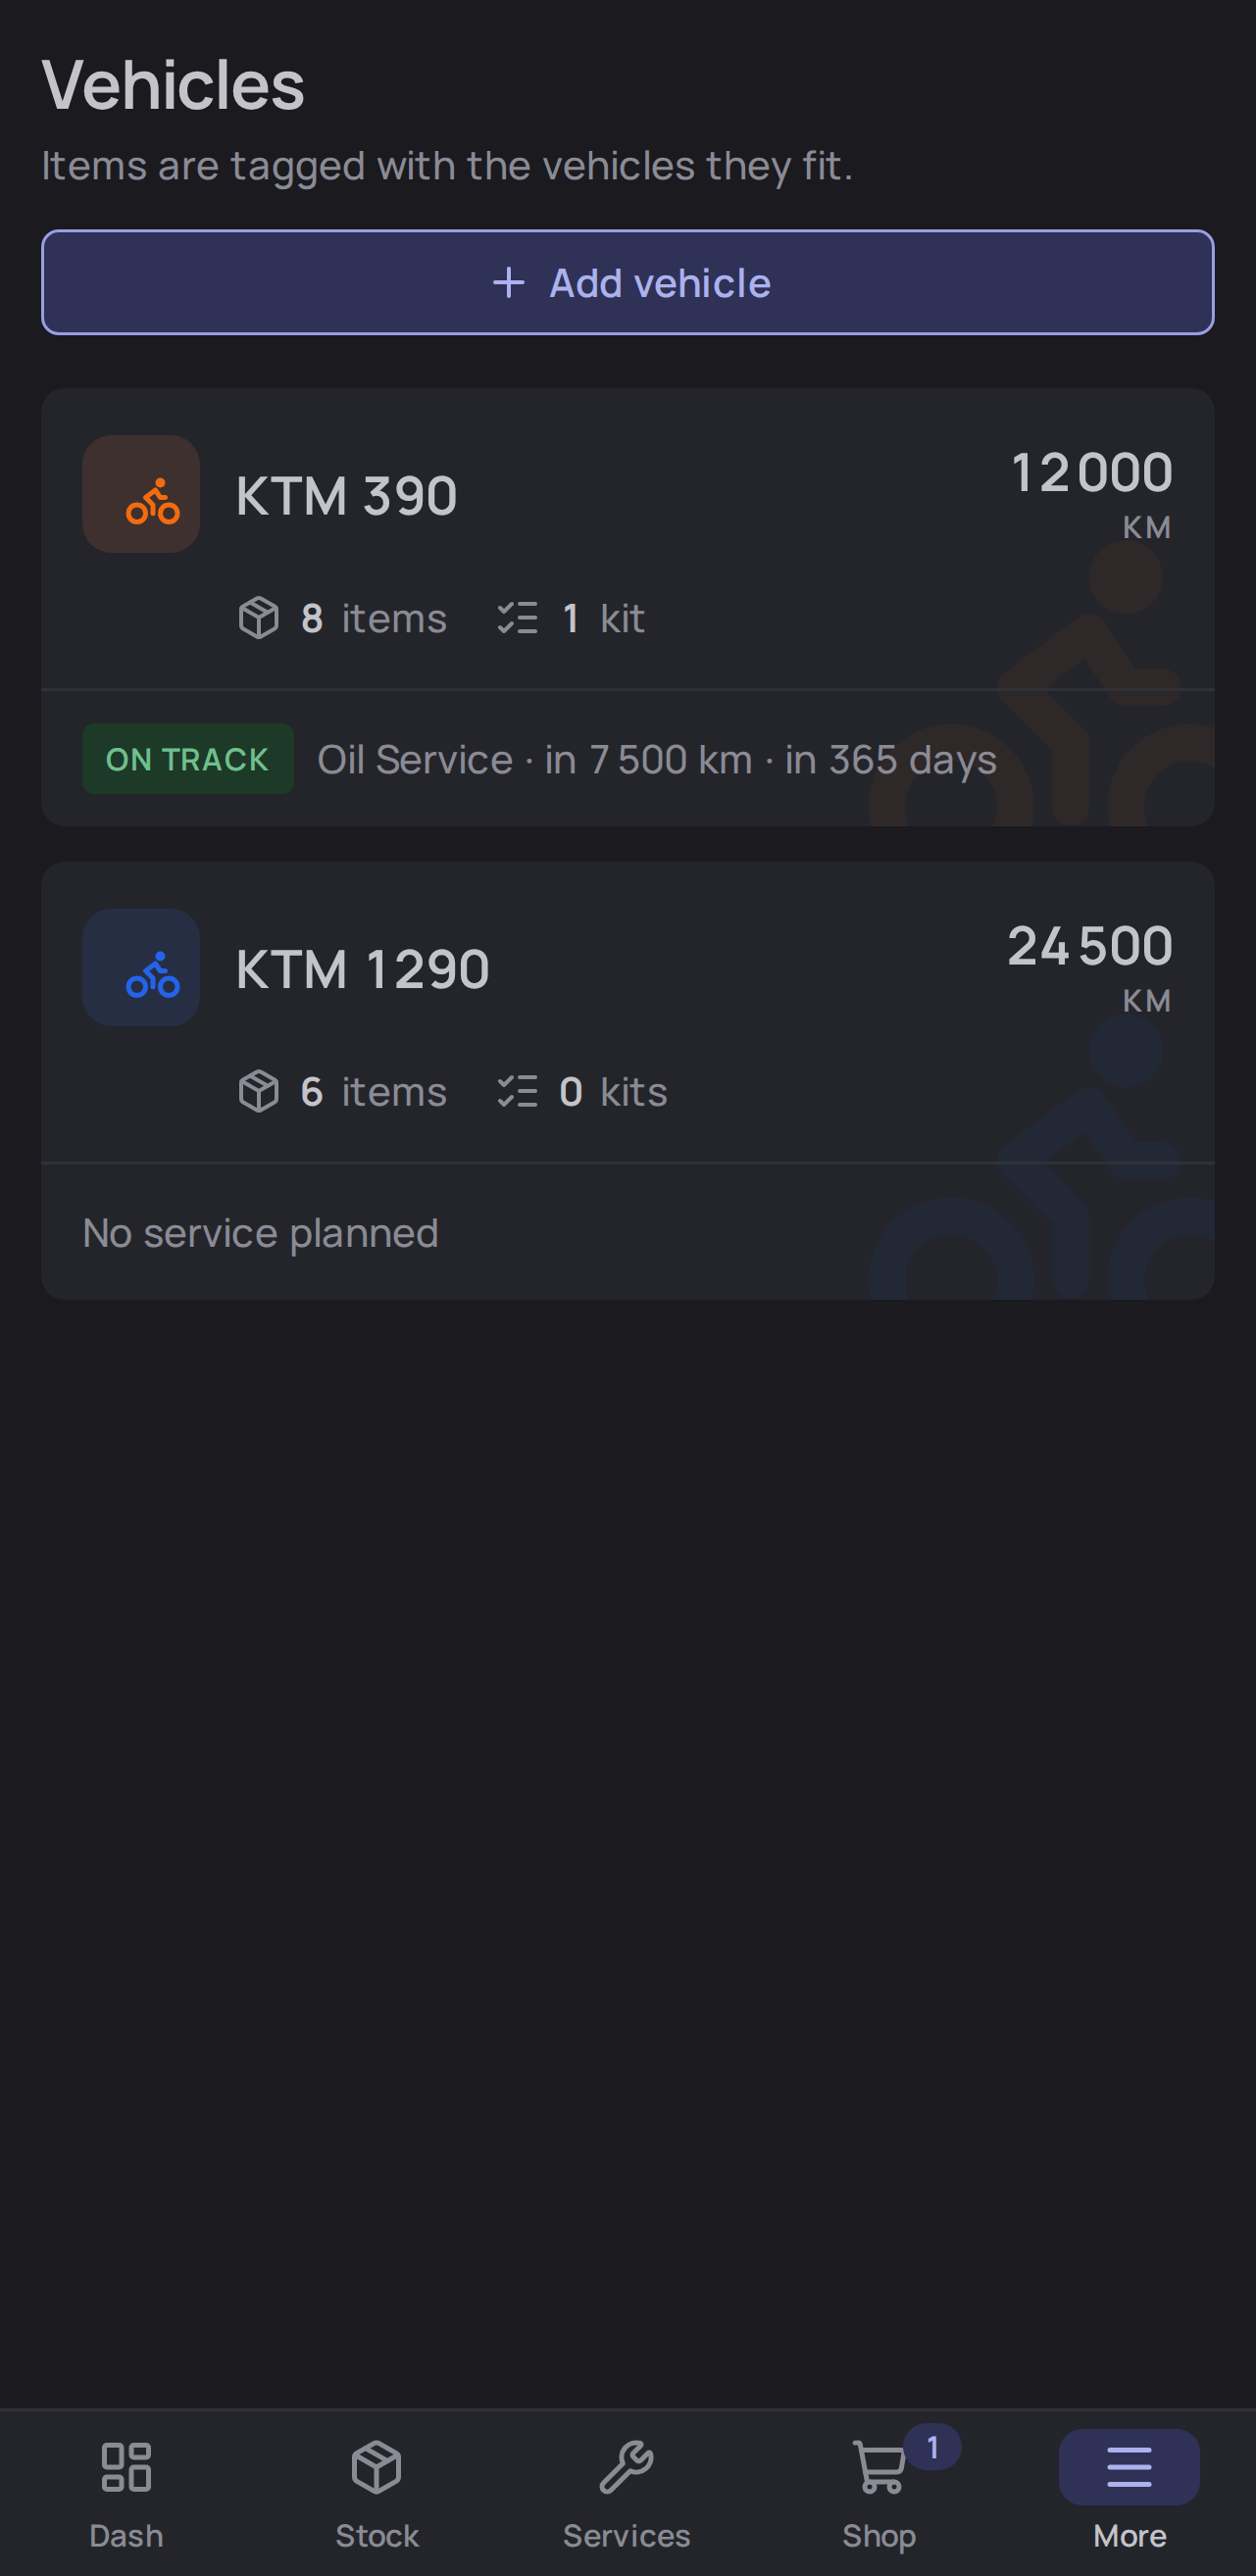 Vehicles
Items are tagged with the vehicles they fit.
Add vehicle
KTM 390
12 000
KM
8 items 1 kit
ON TRACK Oil Service · in 7 500 km · in 365 days
KTM 1290
24 500
KM
6 items 0 kits
No service planned
1
Dash Stock Services Shop More